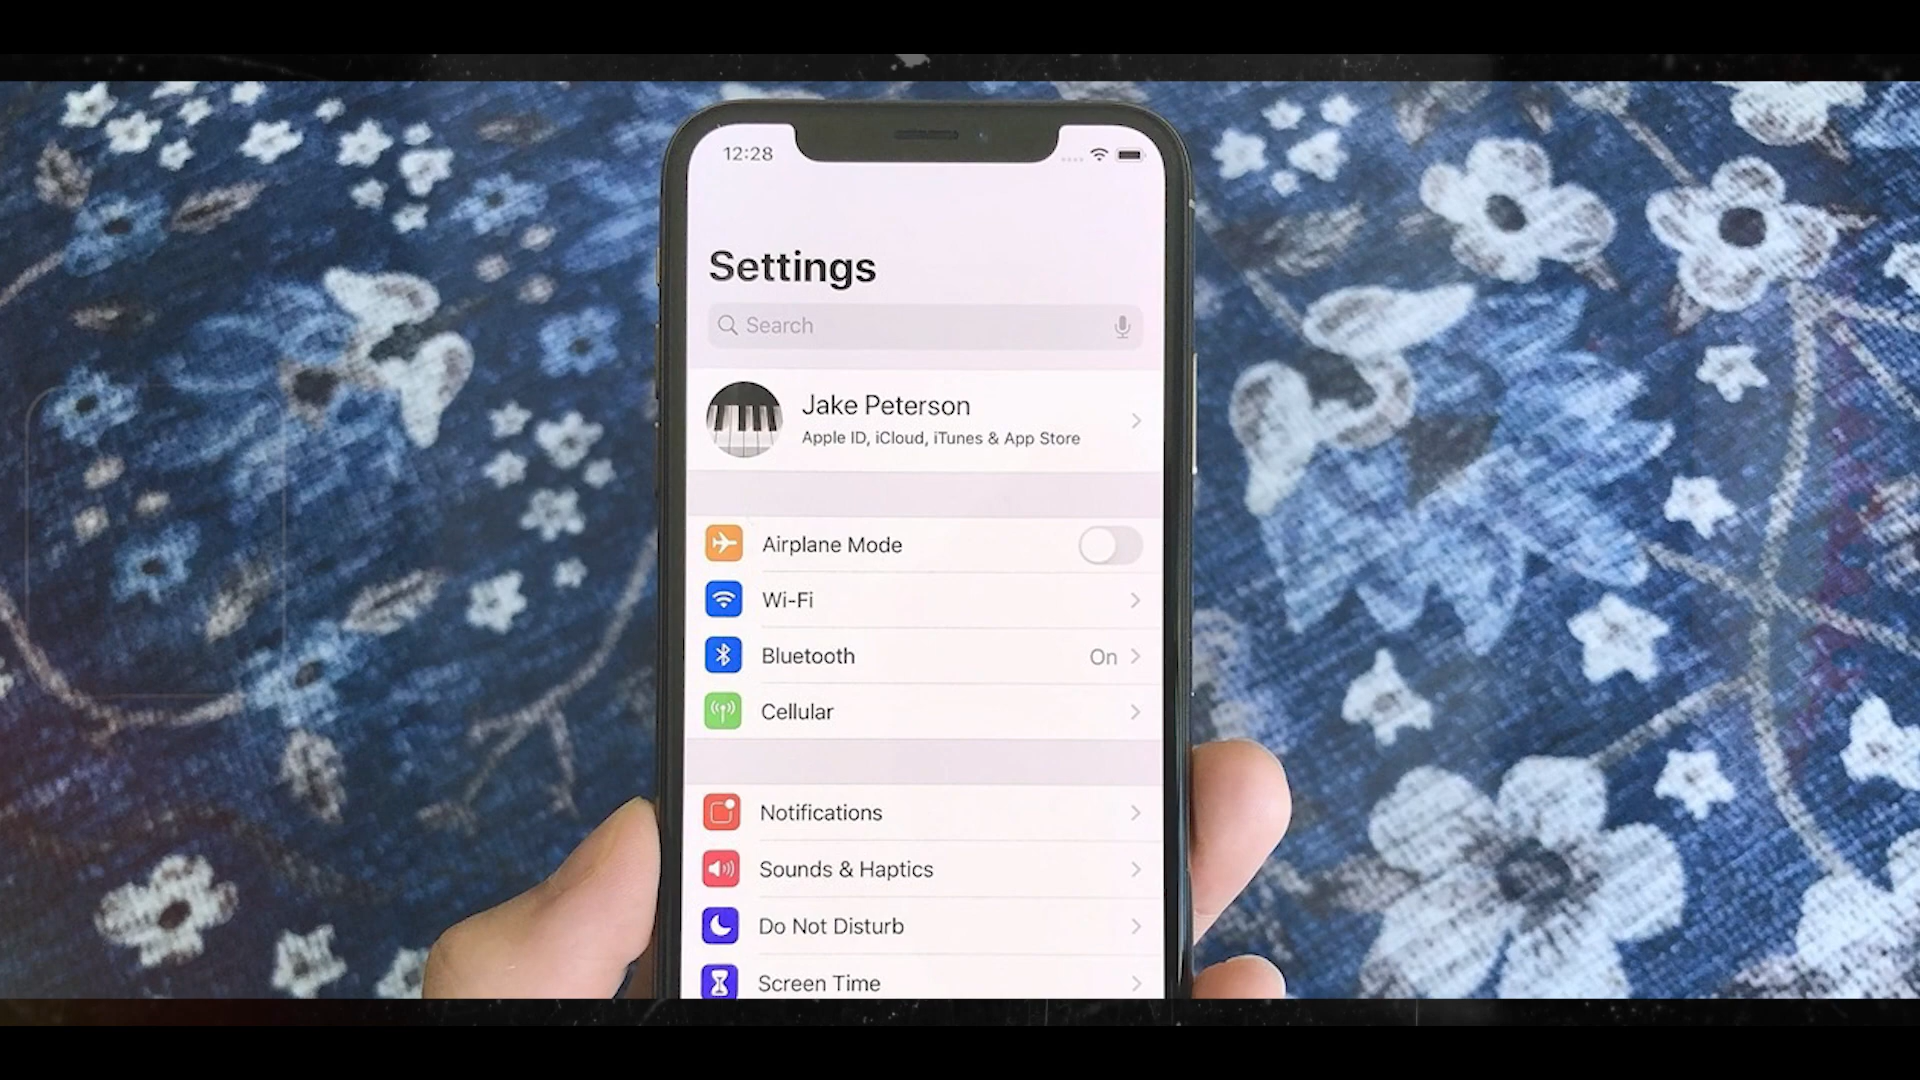 12:28
Settings
Search
Jake Peterson
Apple ID, iCloud, iTunes & App Store
Airplane Mode
Wi-Fi
Bluetooth On
Cellular
Notifications
Sounds & Haptics
Do Not Disturb
Screen Time